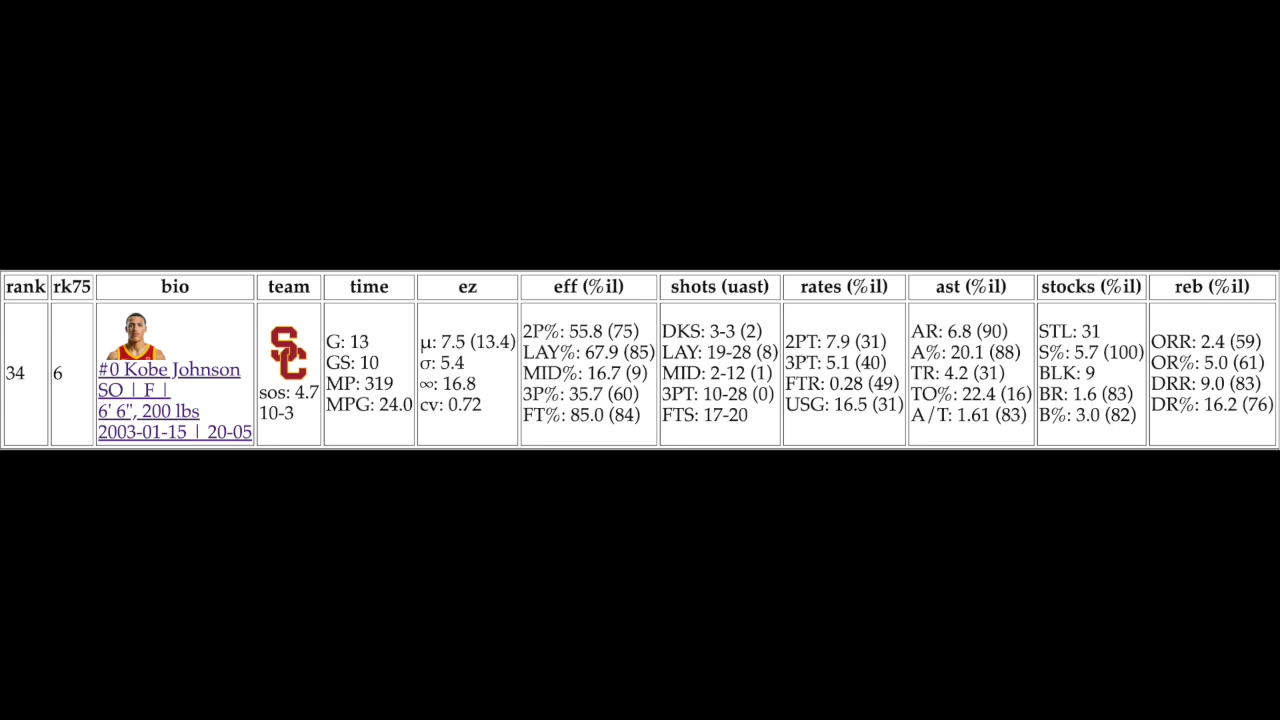 rank rk75 bio team time ez eff (%il) shots (uast) rates (%il) ast (%il) stocks (%il) reb (%il)
34
6
#0 Kobe Johnson
SO | F |
6' 6", 200 lbs
2003-01-15 | 20-05
SC
sos: 4.7
10-3
G: 13
GS: 10
MP: 319
MPG: 24.0
μ: 7.5 (13.4)
σ: 5.4
∞: 16.8
cv: 0.72
2P%: 55.8 (75)
LAY%: 67.9 (85)
MID%: 16.7 (9)
3P%: 35.7 (60)
FT%: 85.0 (84)
DKS: 3-3 (2)
LAY: 19-28 (8)
MID: 2-12 (1)
3PT: 10-28 (0)
FTS: 17-20
2PT: 7.9 (31)
3PT: 5.1 (40)
FTR: 0.28 (49)
USG: 16.5 (31)
AR: 6.8 (90)
A%: 20.1 (88)
TR: 4.2 (31)
TO%: 22.4 (16)
A/T: 1.61 (83)
STL: 31
S%: 5.7 (100)
BLK: 9
BR: 1.6 (83)
B%: 3.0 (82)
ORR: 2.4 (59)
OR%: 5.0 (61)
DRR: 9.0 (83)
DR%: 16.2 (76)